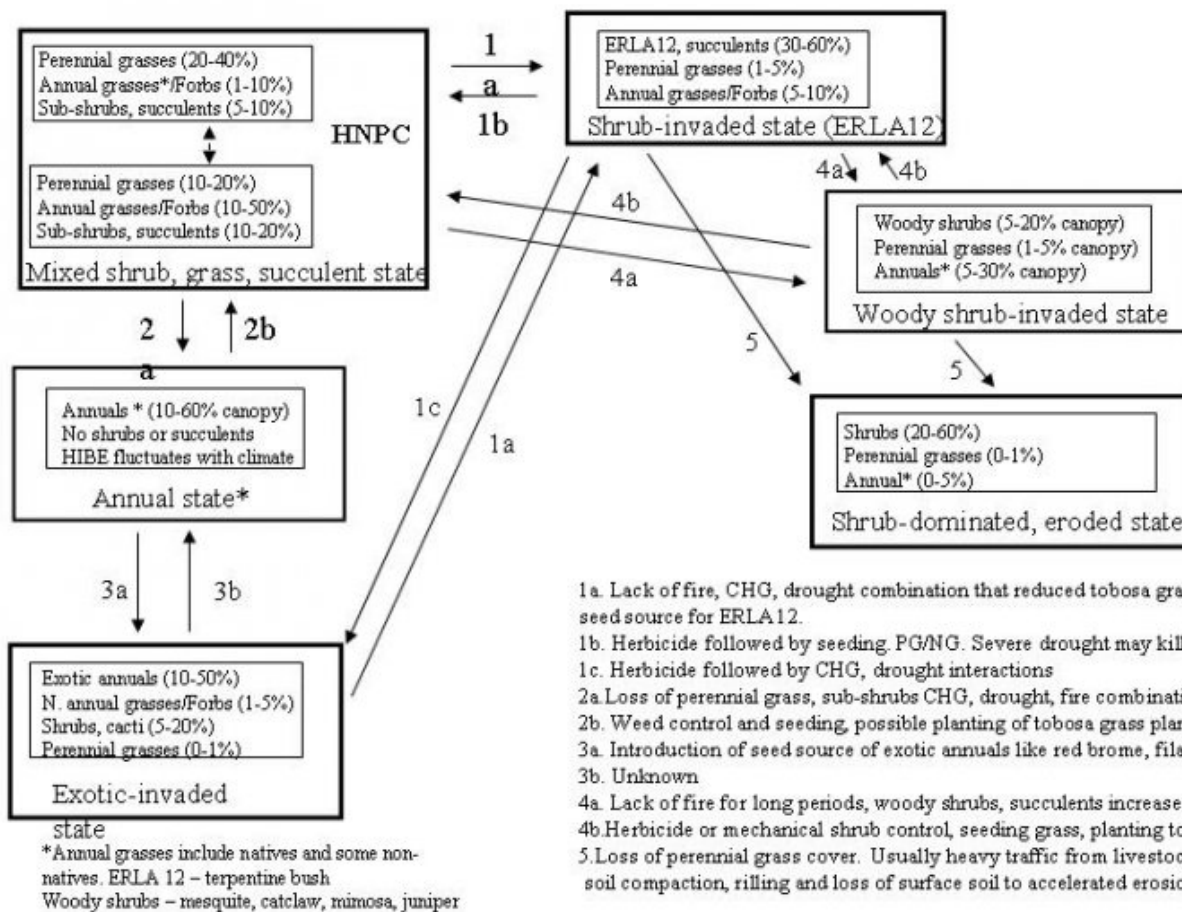 Perennial grasses (20-40%)
Annual grasses*/Forbs (1-10%)
Sub-shrubs, succulents (5-10%)
HNPC
Perennial grasses (10-20%)
Annual grasses/Forbs (10-50%)
Sub-shrubs, succulents (10-20%)
Mixed shrub, grass, succulent state
1
a
1b
ERLA12, succulents (30-60%)
Perennial grasses (1-5%)
Annual grasses/Forbs (5-10%)
Shrub-invaded state (ERLA12)
4a
4b
4b
4a
Woody shrubs (5-20% canopy)
Perennial grasses (1-5% canopy)
Annuals* (5-30% canopy)
Woody shrub-invaded state
2
a
2b
5
5
1c
1a
Annuals * (10-60% canopy)
No shrubs or succulents
HIBE fluctuates with climate
Annual state*
Shrubs (20-60%)
Perennial grasses (0-1%)
Annual* (0-5%)
Shrub-dominated, eroded state
3a
3b
Exotic annuals (10-50%)
N. annual grasses/Forbs (1-5%)
Shrubs, cacti (5-20%)
Perennial grasses (0-1%)
Exotic-invaded
state
*Annual grasses include natives and some non-
natives. ERLA 12 – terpentine bush
Woody shrubs – mesquite, catclaw, mimosa, juniper
1a. Lack of fire, CHG, drought combination that reduced tobosa gra
seed source for ERLA12.
1b. Herbicide followed by seeding. PG/NG. Severe drought may kill
1c. Herbicide followed by CHG, drought interactions
2a.Loss of perennial grass, sub-shrubs CHG, drought, fire combinati
2b. Weed control and seeding, possible planting of tobosa grass plan
3a. Introduction of seed source of exotic annuals like red brome, fila
3b. Unknown
4a. Lack of fire for long periods, woody shrubs, succulents increase
4b.Herbicide or mechanical shrub control, seeding grass, planting to
5.Loss of perennial grass cover. Usually heavy traffic from livestoc
soil compaction, rilling and loss of surface soil to accelerated erosic